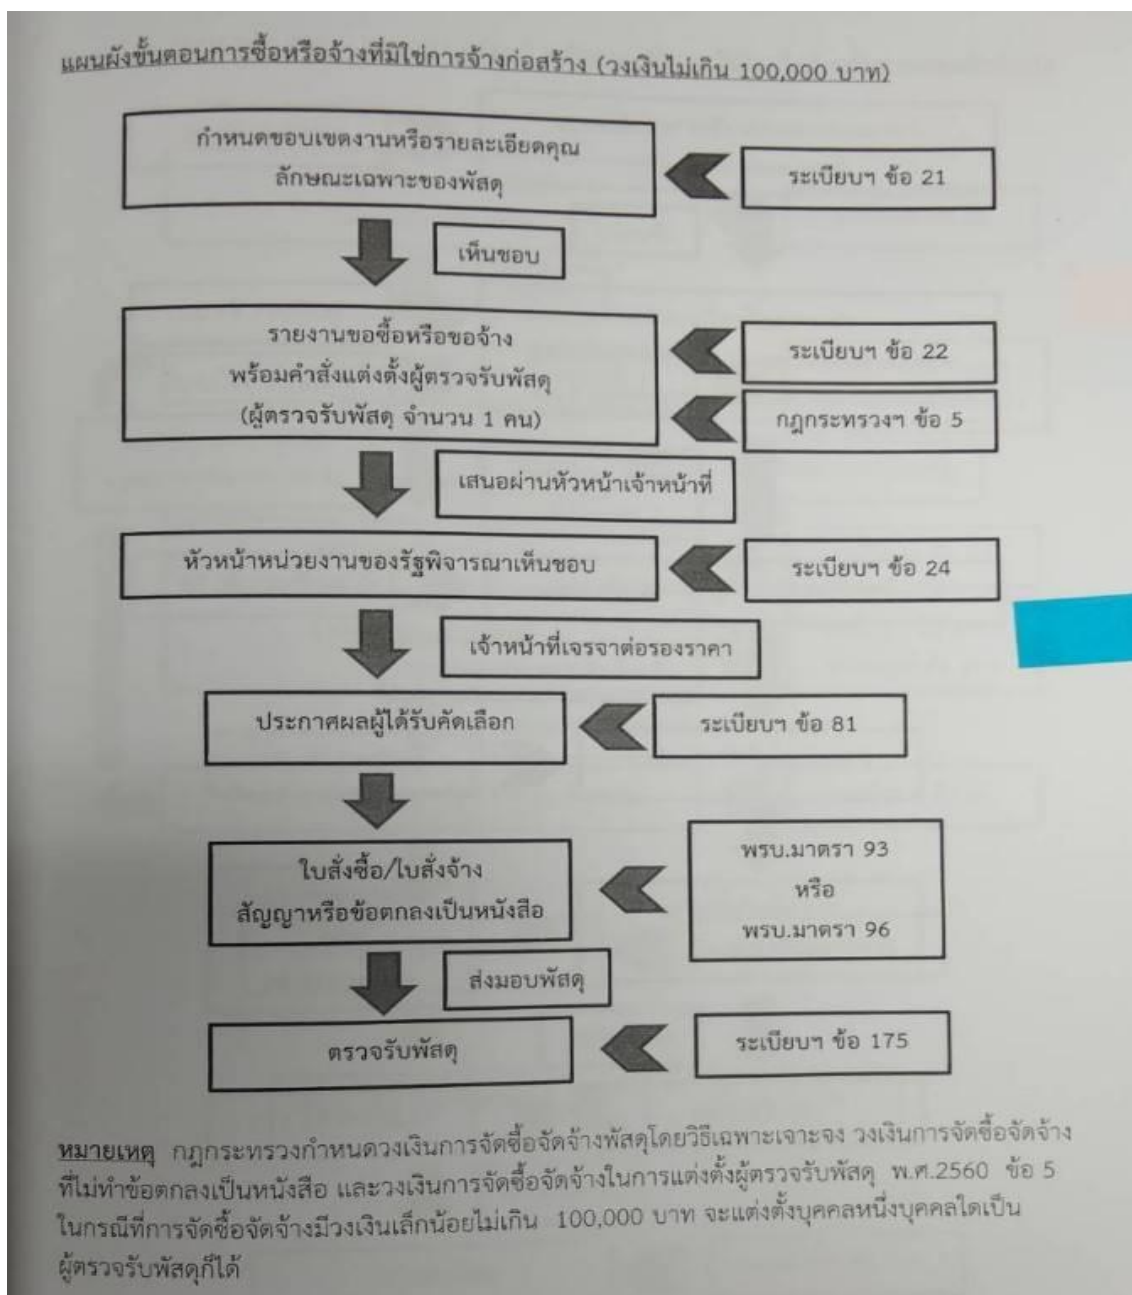 แผนผังขั้นตอนการซื้อหรือจ้างที่มิใช่การจ้างก่อสร้าง (วงเงินไม่เกิน 100,000 บาท)
กำหนดขอบเขตงานหรือรายละเอียดคุณ
ลักษณะเฉพาะของพัสดุ
ระเบียบฯ ข้อ 21
เห็นชอบ
รายงานขอซื้อหรือขอจ้าง
พร้อมคำสั่งแต่งตั้งผู้ตรวจรับพัสดุ
(ผู้ตรวจรับพัสดุ จำนวน 1 คน)
ระเบียบฯ ข้อ 22
กฎกระทรวงฯ ข้อ 5
เสนอผ่านหัวหน้าเจ้าหน้าที่
หัวหน้าหน่วยงานของรัฐพิจารณาเห็นชอบ
ระเบียบฯ ข้อ 24
เจ้าหน้าที่เจรจาต่อรองราคา
ประกาศผลผู้ได้รับคัดเลือก
ระเบียบฯ ข้อ 81
ใบสั่งซื้อ/ใบสั่งจ้าง
สัญญาหรือข้อตกลงเป็นหนังสือ
พรบ.มาตรา 93
หรือ
พรบ.มาตรา 96
ส่งมอบพัสดุ
ตรวจรับพัสดุ
ระเบียบฯ ข้อ 175
หมายเหตุ กฎกระทรวงกำหนดวงเงินการจัดซื้อจัดจ้างพัสดุโดยวิธีเฉพาะเจาะจง วงเงินการจัดซื้อจัดจ้าง
ที่ไม่ทำข้อตกลงเป็นหนังสือ และวงเงินการจัดซื้อจัดจ้างในการแต่งตั้งผู้ตรวจรับพัสดุ พ.ศ.2560 ข้อ 5
ในกรณีที่การจัดซื้อจัดจ้างมีวงเงินเล็กน้อยไม่เกิน 100,000 บาท จะแต่งตั้งบุคคลหนึ่งบุคคลใดเป็น
ผู้ตรวจรับพัสดุก็ได้